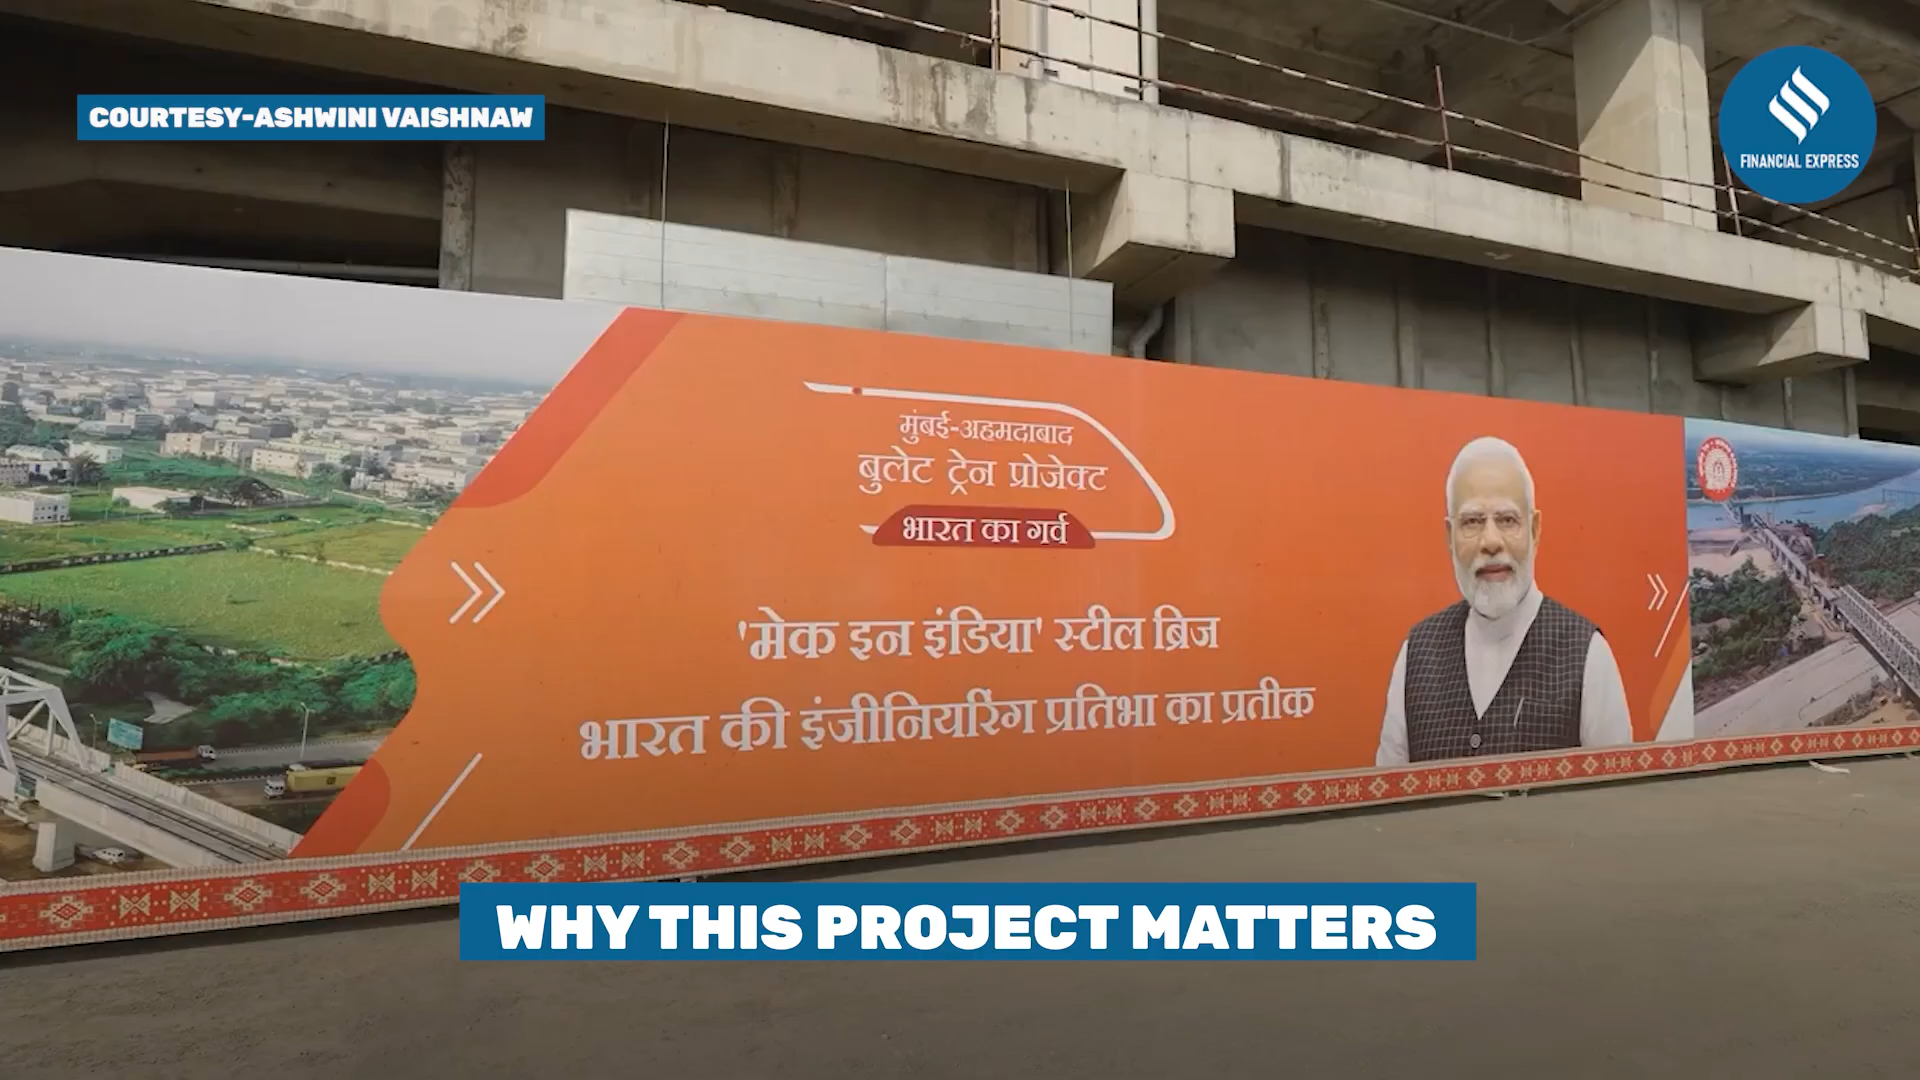 COURTESY-ASHWINI VAISHNAW
FINANCIAL EXPRESS
मुंबई-अहमदाबाद
बुलेट ट्रेन प्रोजेक्ट
भारत का गर्व
'मेक इन इंडिया' स्टील ब्रिज
भारत की इंजीनियरिंग प्रतिभा का प्रतीक
WHY THIS PROJECT MATTERS